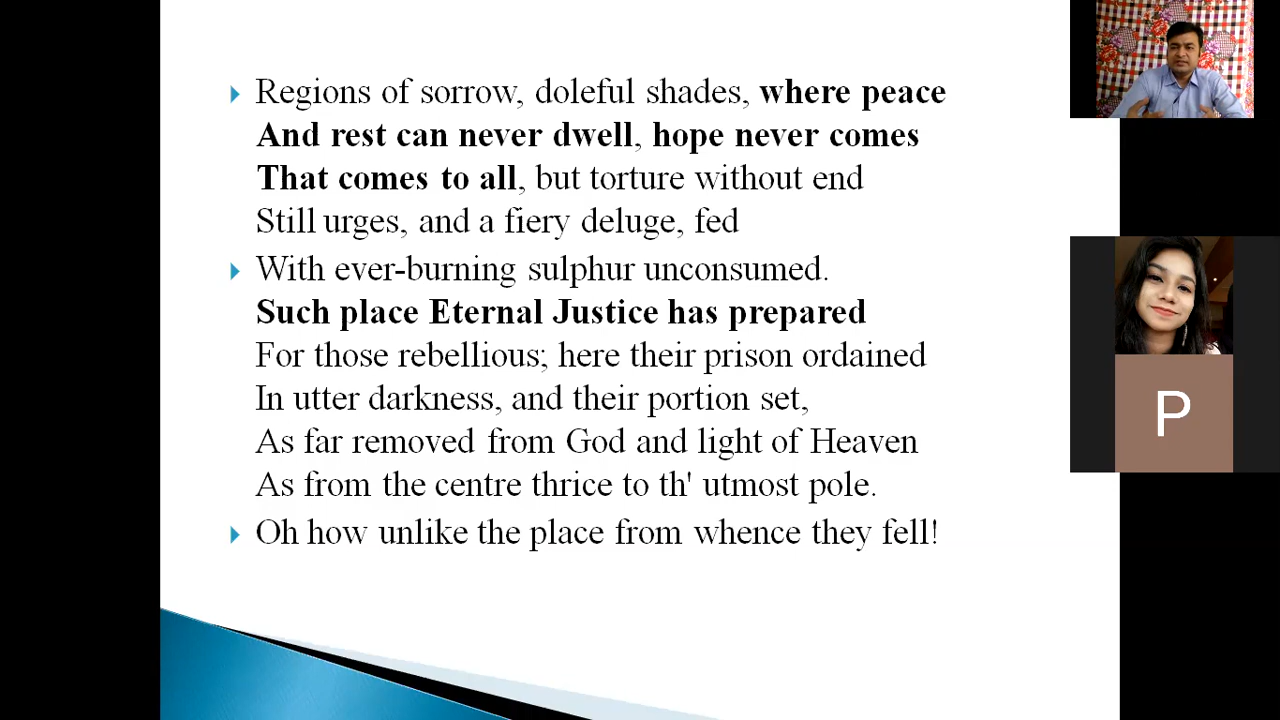 Regions of sorrow, doleful shades, where peace
And rest can never dwell, hope never comes
That comes to all, but torture without end
Still urges, and a fiery deluge, fed
With ever-burning sulphur unconsumed.
Such place Eternal Justice has prepared
For those rebellious; here their prison ordained
In utter darkness, and their portion set,
As far removed from God and light of Heaven
As from the centre thrice to th' utmost pole.
Oh how unlike the place from whence they fell!
P